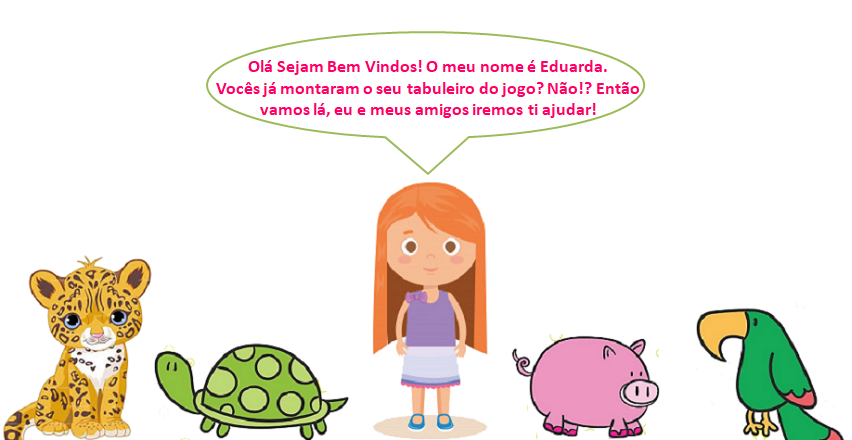 Olá Sejam Bem Vindos! O meu nome é Eduarda.
Vocês já montaram o seu tabuleiro do jogo? Não!? Então
vamos lá, eu e meus amigos iremos ti ajudar!